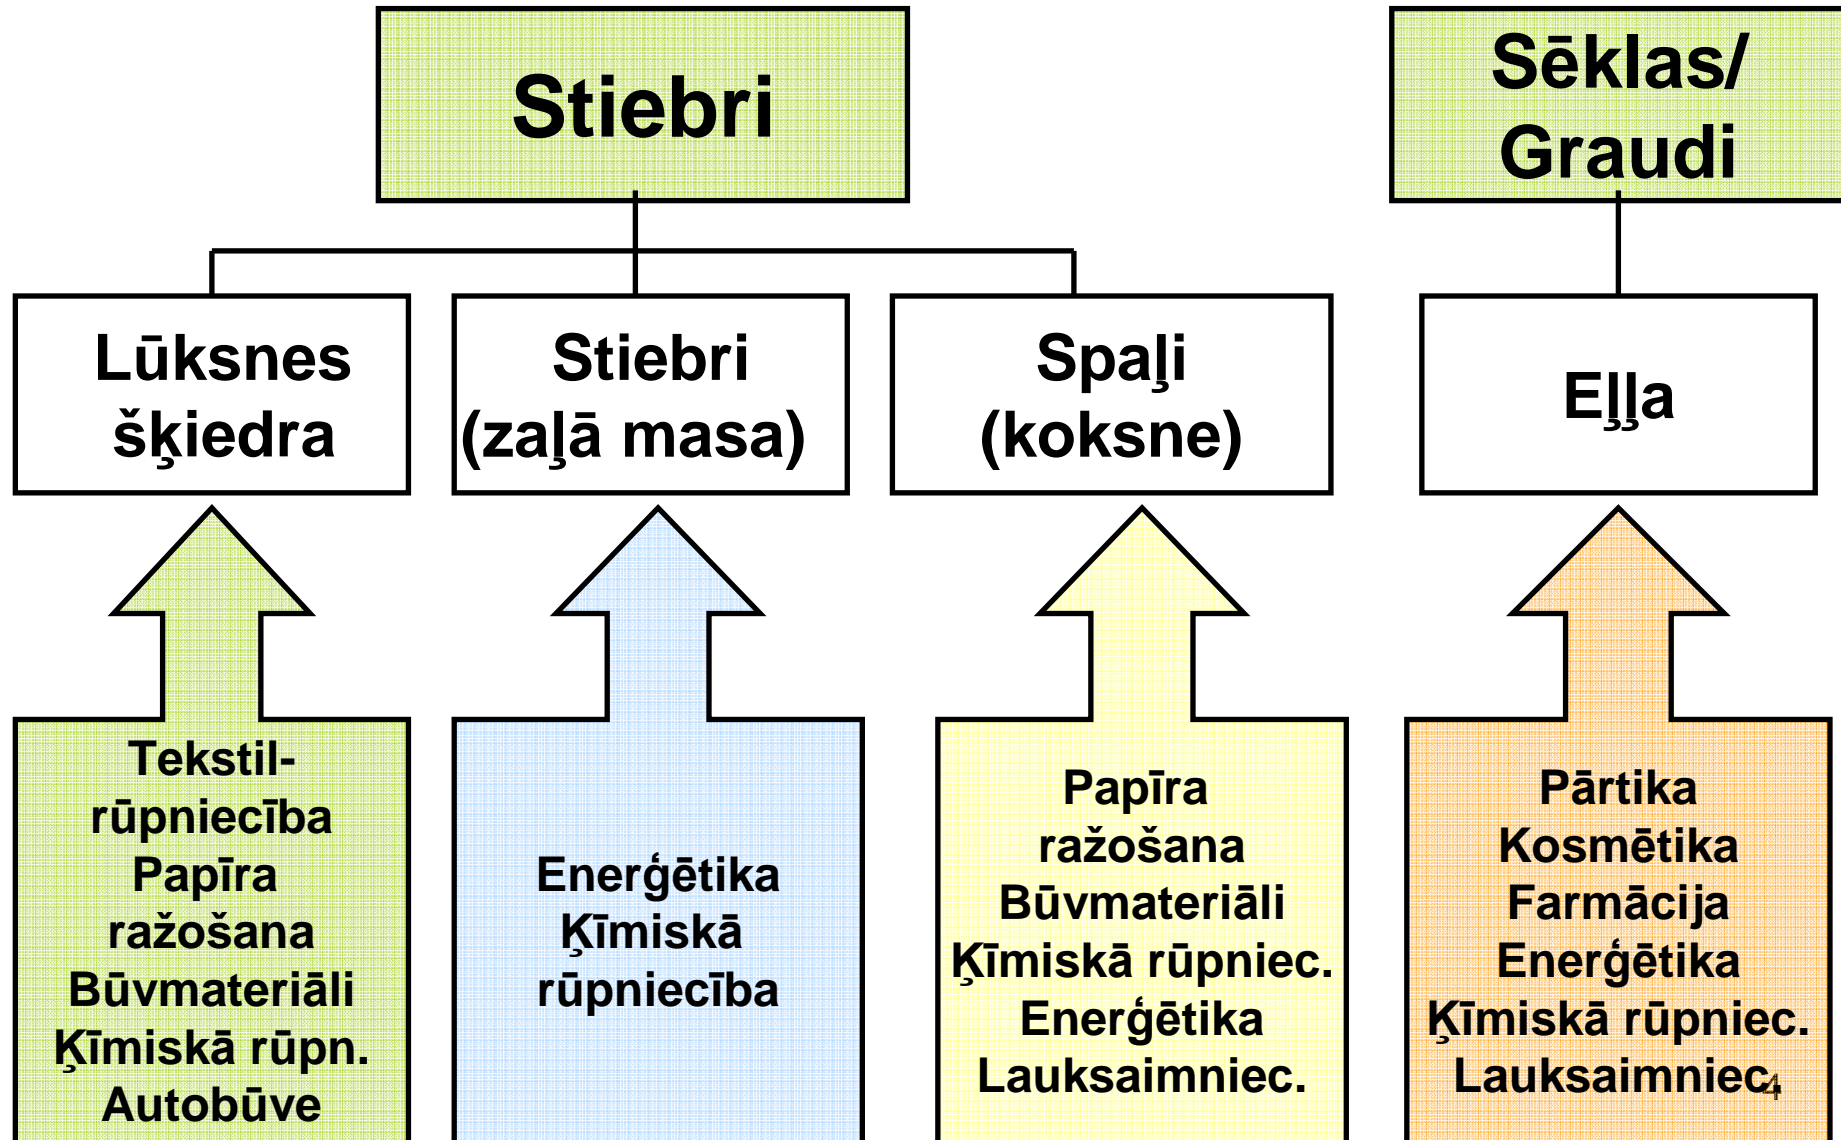 Stiebri
Sēklas/
Graudi
Lūksnes
šķiedra
Stiebri
(zaļā masa)
Spaļi
(koksne)
Eļļa
Tekstil-
rūpniecība
Papīra
ražošana
Būvmateriāli
Ķīmiskā rūpn.
Autobūve
Enerģētika
Ķīmiskā
rūpniecība
Papīra
ražošana
Būvmateriāli
Ķīmiskā rūpniec.
Enerģētika
Lauksaimniec.
Pārtika
Kosmētika
Farmācija
Enerģētika
Ķīmiskā rūpniec.
Lauksaimniec.
4